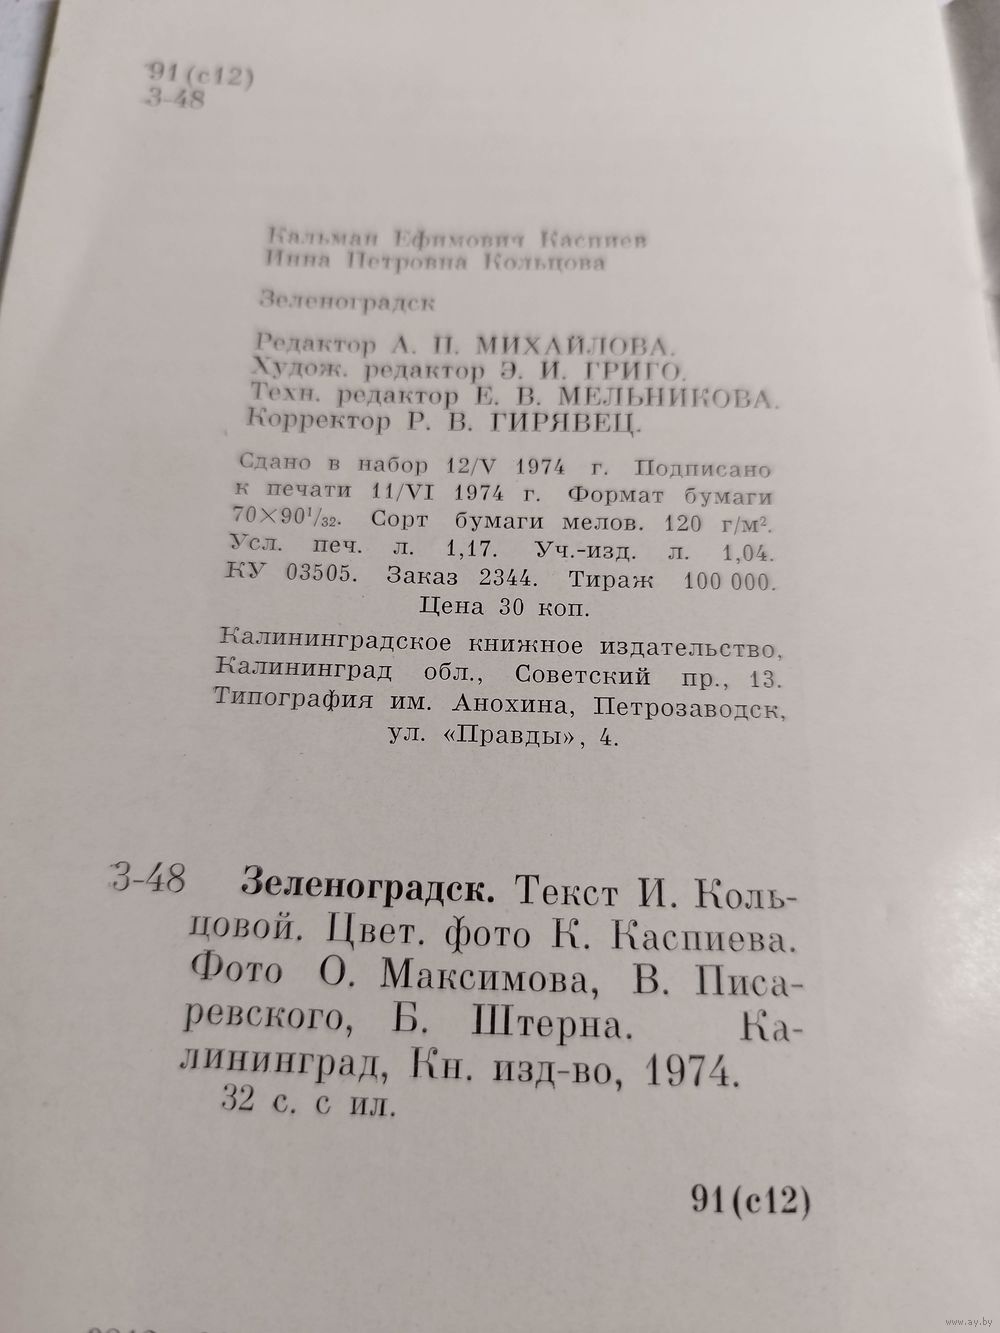 91(с12)
З-48
Кальман Ефимович Каспиев
Инна Петровна Кольцова
Зеленоградск
Редактор А. П. МИХАЙЛОВА.
Худож. редактор Э. И. ГРИГО.
Техн. редактор Е. В. МЕЛЬНИКОВА.
Корректор Р. В. ГИРЯВЕЦ.
Сдано в набор 12/V 1974 г. Подписано
к печати 11/VI 1974 г. Формат бумаги
70×90¹/₃₂. Сорт бумаги мелов. 120 г/м².
Усл. печ. л. 1,17. Уч.-изд. л. 1,04.
КУ 03505. Заказ 2344. Тираж 100 000.
Цена 30 коп.
Калининградское книжное издательство,
Калининград обл., Советский пр., 13.
Типография им. Анохина, Петрозаводск,
ул. «Правды», 4.
З-48 Зеленоградск. Текст И. Коль-
цовой. Цвет. фото К. Каспиева.
Фото О. Максимова, В. Писа-
ревского, Б. Штерна. Ка-
лининград, Кн. изд-во, 1974.
32 с. с ил.
91(с12)
www.ay.by